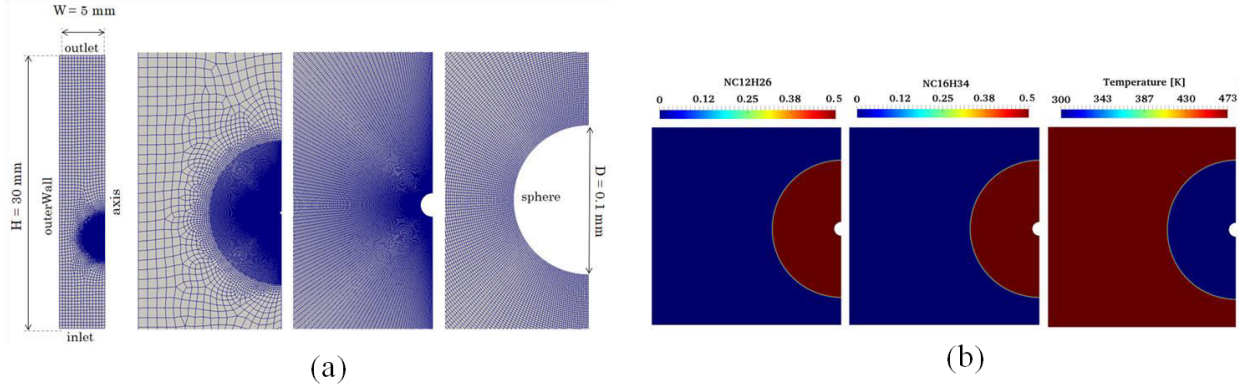 W = 5 mm
outlet
H = 30 mm
outerWall
axis
inlet
sphere
D = 0.1 mm
(a)
NC12H26
0 0.12 0.25 0.38 0.5
NC16H34
0 0.12 0.25 0.38 0.5
Temperature [K]
300 343 387 430 473
(b)